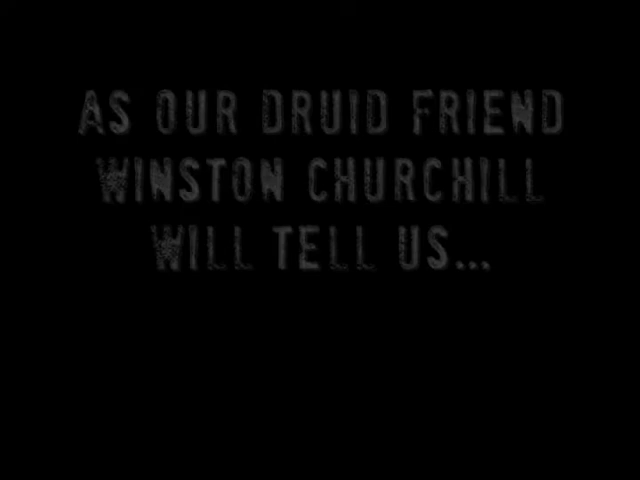 AS OUR DRUID FRIEND
WINSTON CHURCHILL
WILL TELL US...